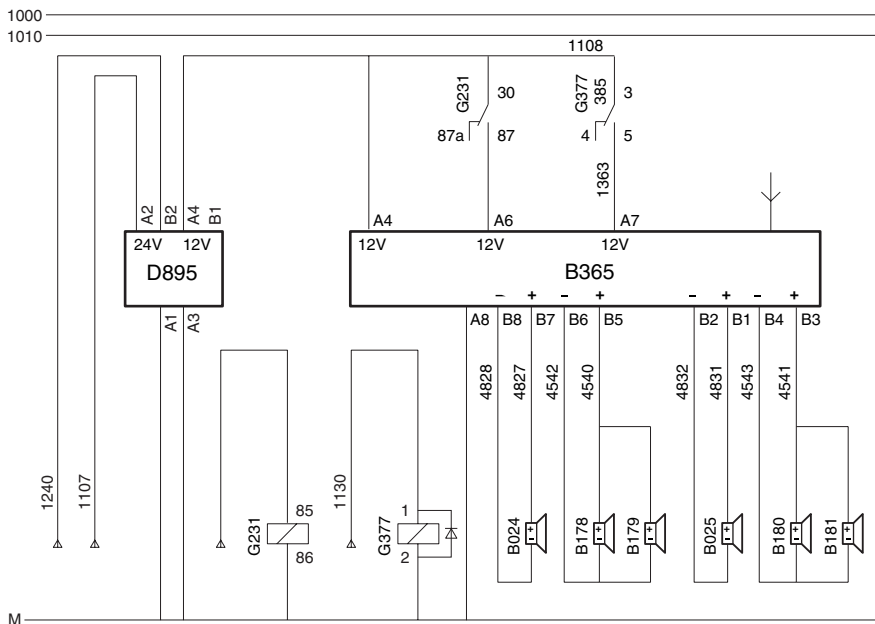 1000
1010
1108
G231
30
87a
87
G377
385
3
4
5
1363
A2
B2
A4
B1
24V
12V
D895
A1
A3
A4
A6
A7
12V
12V
12V
B365
– + – + – + – +
A8
B8
B7
B6
B5
B2
B1
B4
B3
4828
4827
4542
4540
4832
4831
4543
4541
1240
1107
G231
85
86
1130
G377
1
2
B024
+
-
B178
+
-
B179
+
-
B025
+
-
B180
+
-
B181
+
-
M